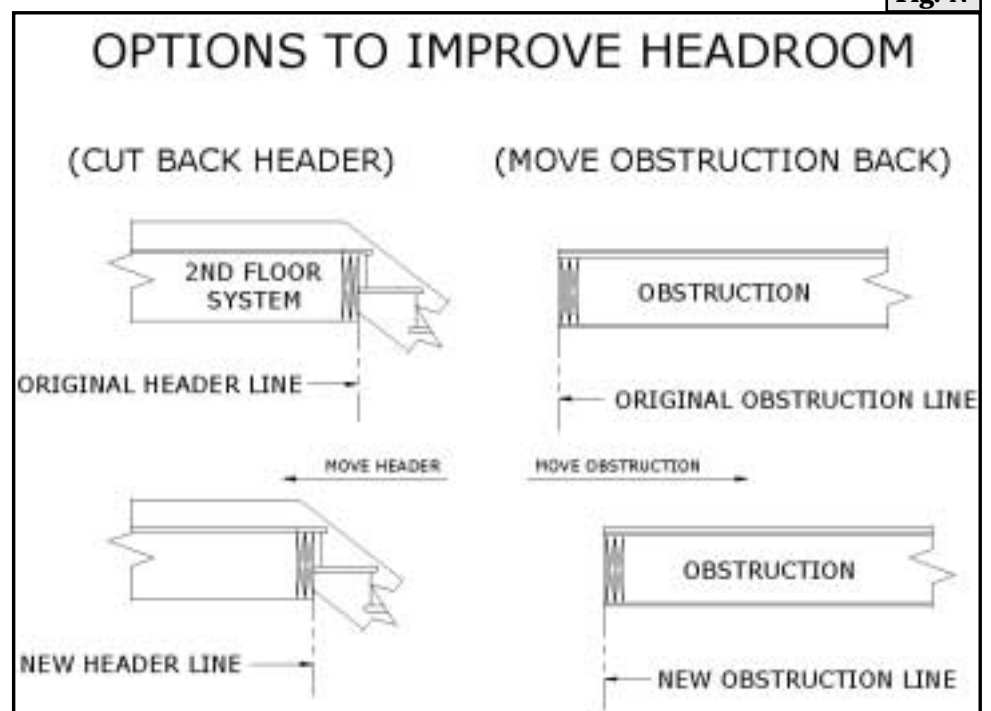 OPTIONS TO IMPROVE HEADROOM
(CUT BACK HEADER)
(MOVE OBSTRUCTION BACK)
2ND FLOOR
SYSTEM
OBSTRUCTION
ORIGINAL HEADER LINE
ORIGINAL OBSTRUCTION LINE
MOVE HEADER
MOVE OBSTRUCTION
OBSTRUCTION
NEW HEADER LINE
NEW OBSTRUCTION LINE